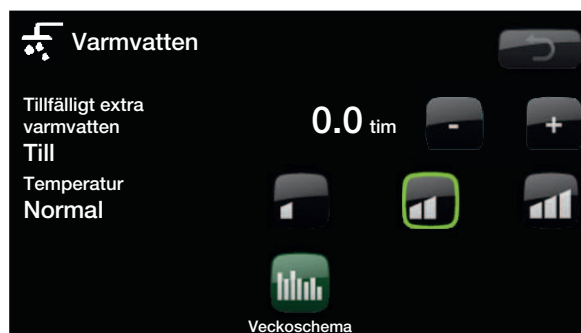 Varmvatten
Tillfälligt extra
varmvatten
0.0 tim
-
+
Till
Temperatur
Normal
Veckoschema